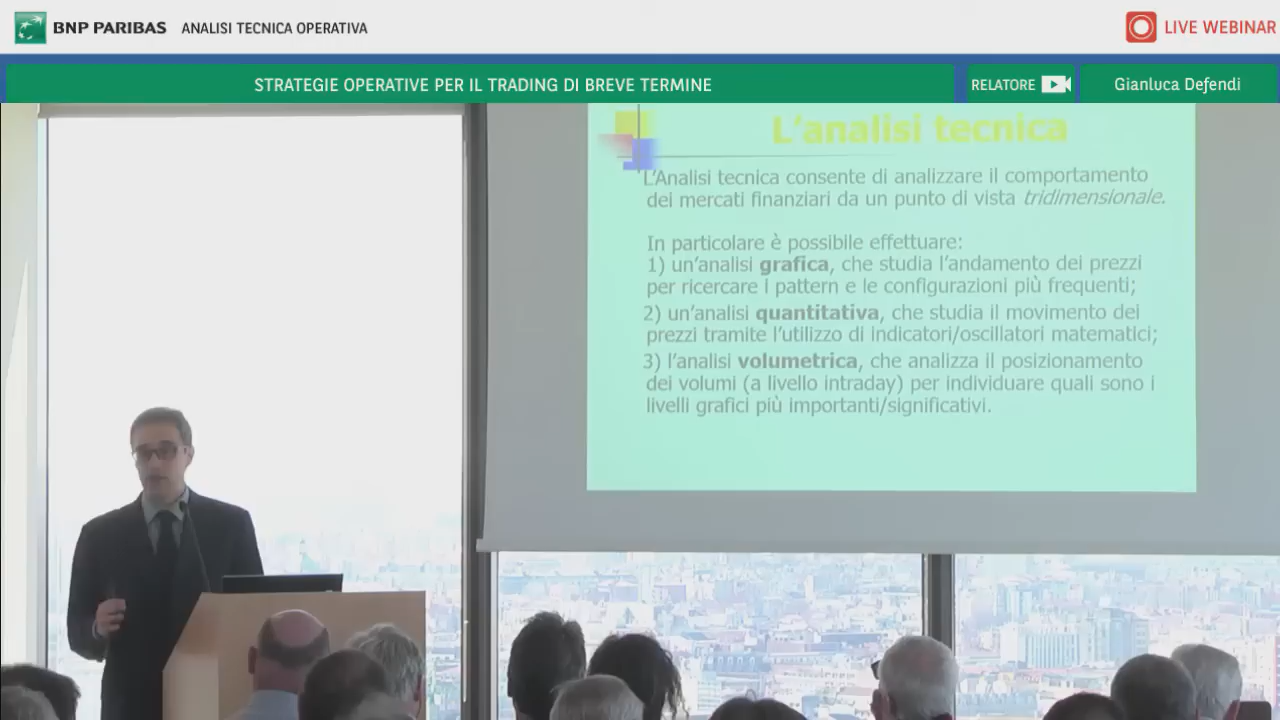 BNP PARIBAS ANALISI TECNICA OPERATIVA
LIVE WEBINAR
STRATEGIE OPERATIVE PER IL TRADING DI BREVE TERMINE
RELATORE
Gianluca Defendi
L'analisi tecnica
L'Analisi tecnica consente di analizzare il comportamento
dei mercati finanziari da un punto di vista tridimensionale.
In particolare è possibile effettuare:
1) un'analisi grafica, che studia l'andamento dei prezzi
per ricercare i pattern e le configurazioni più frequenti;
2) un'analisi quantitativa, che studia il movimento dei
prezzi tramite l'utilizzo di indicatori/oscillatori matematici;
3) l'analisi volumetrica, che analizza il posizionamento
dei volumi (a livello intraday) per individuare quali sono i
livelli grafici più importanti/significativi.